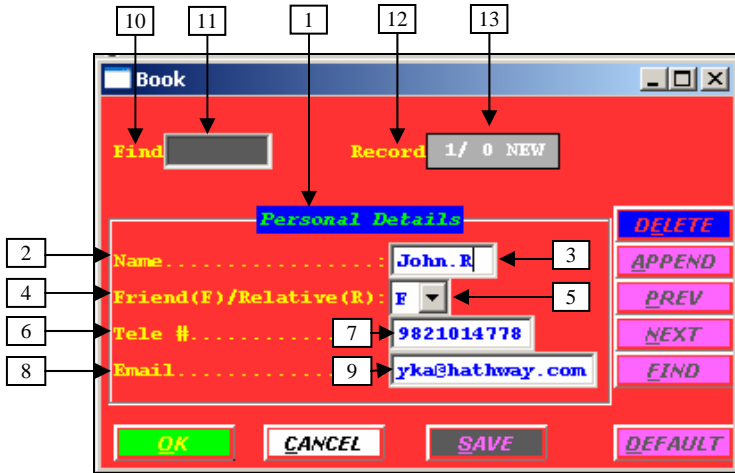 10 11 1 12 13
Book
Find Record 1/ 0 NEW
Personal Details
DELETE
2 Name.................: John.R 3 APPEND
4 Friend(F)/Relative(R): F 5 PREV
6 Tele #............ 7 9821014778 NEXT
8 Email............. 9 yka@hathway.com FIND
OK CANCEL SAVE DEFAULT